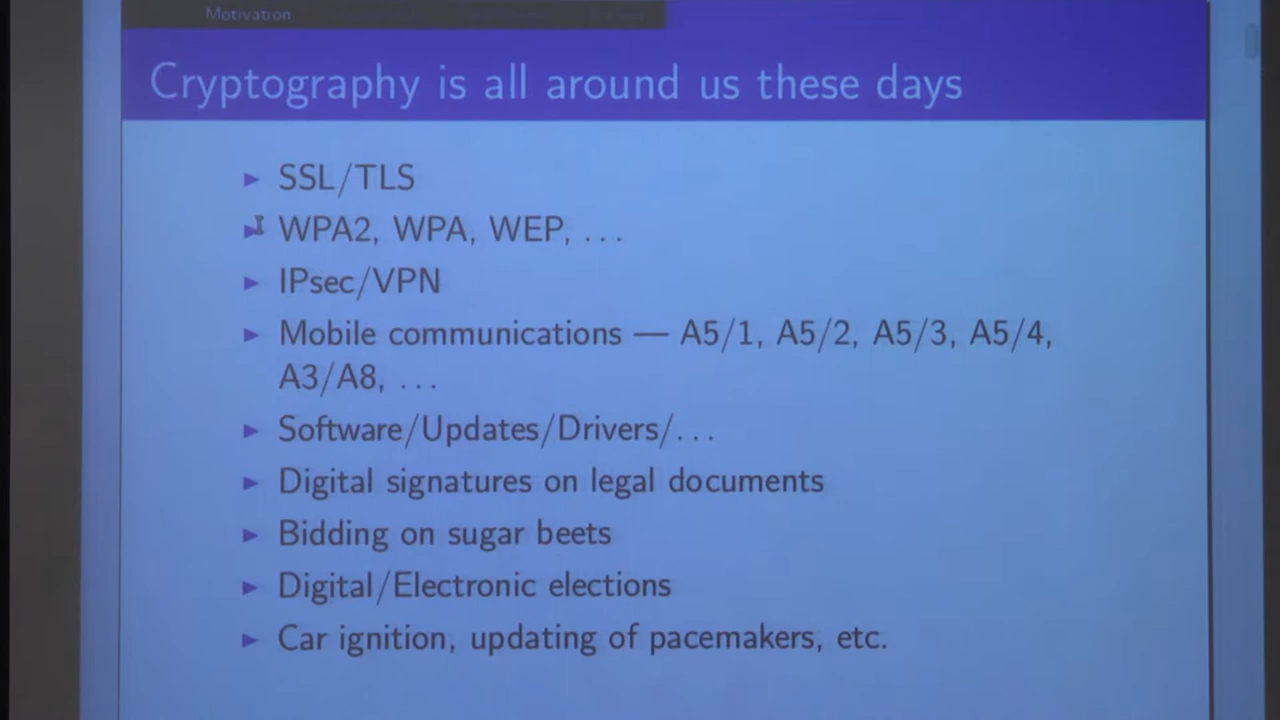 Motivation
Cryptography is all around us these days
SSL/TLS
WPA2, WPA, WEP, ...
IPsec/VPN
Mobile communications — A5/1, A5/2, A5/3, A5/4,
A3/A8, ...
Software/Updates/Drivers/...
Digital signatures on legal documents
Bidding on sugar beets
Digital/Electronic elections
Car ignition, updating of pacemakers, etc.